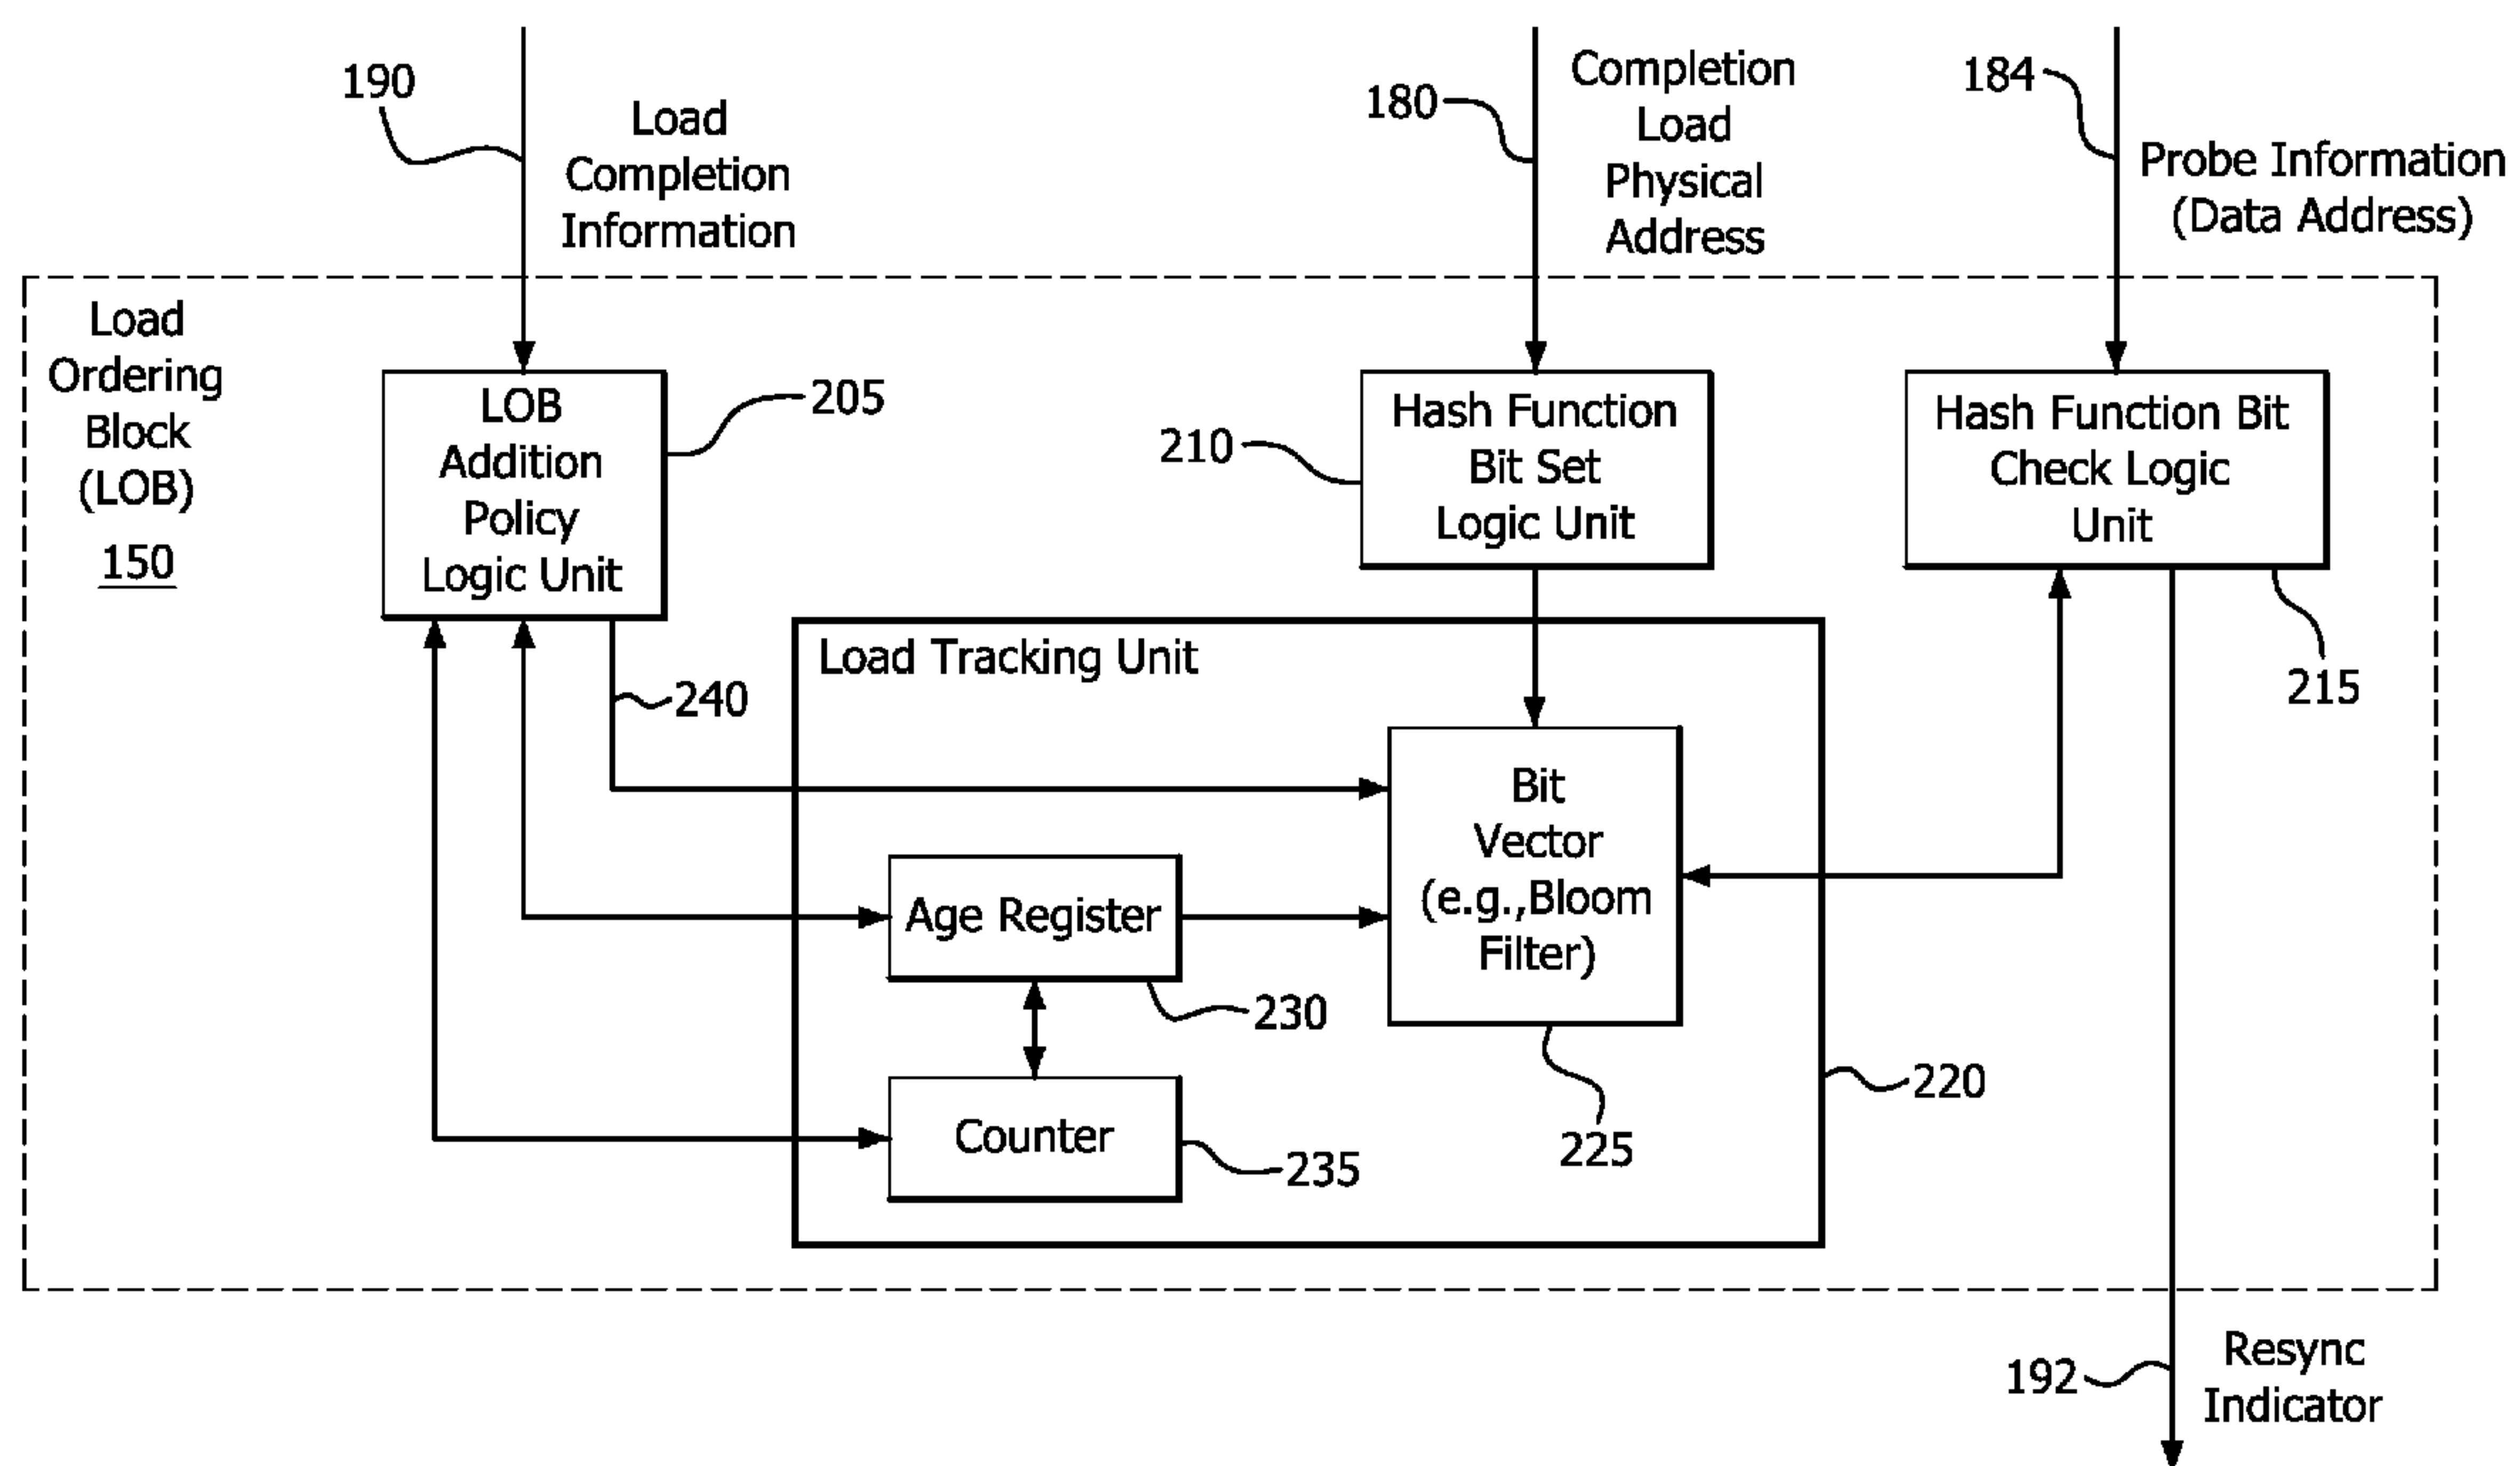 190
Load
Completion
Information
180
Completion
Load
Physical
Address
184
Probe Information
(Data Address)
Load
Ordering
Block
(LOB)
150
LOB
Addition
Policy
Logic Unit
205
210
Hash Function
Bit Set
Logic Unit
Hash Function Bit
Check Logic
Unit
215
240
Load Tracking Unit
Bit
Vector
(e.g.,Bloom
Filter)
225
Age Register
230
Counter
235
220
192
Resync
Indicator